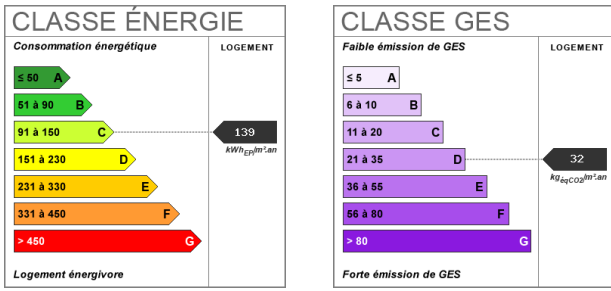 CLASSE ÉNERGIE
Consommation énergétique
LOGEMENT
≤ 50 A
51 à 90 B
91 à 150 C
139
kWhEP/m².an
151 à 230 D
231 à 330 E
331 à 450 F
> 450 G
Logement énergivore
CLASSE GES
Faible émission de GES
LOGEMENT
≤ 5 A
6 à 10 B
11 à 20 C
21 à 35 D
32
kgéqCO2/m².an
36 à 55 E
56 à 80 F
> 80 G
Forte émission de GES